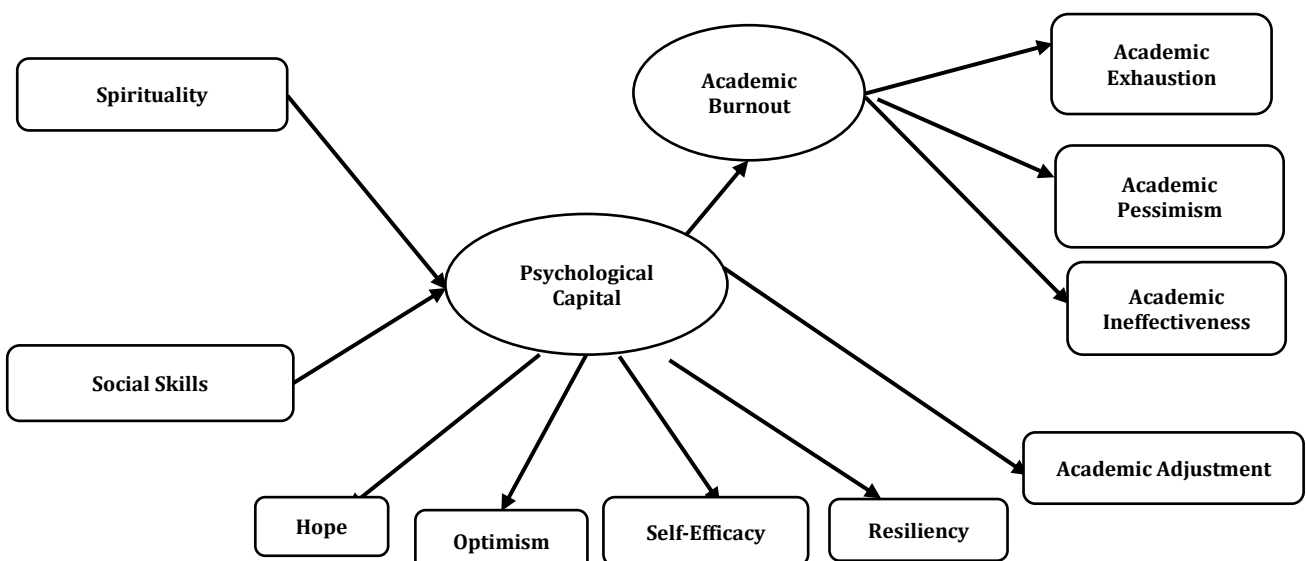 Spirituality
Academic
Burnout
Academic
Exhaustion
Academic
Pessimism
Psychological
Capital
Academic
Ineffectiveness
Social Skills
Academic Adjustment
Hope
Optimism
Self-Efficacy
Resiliency